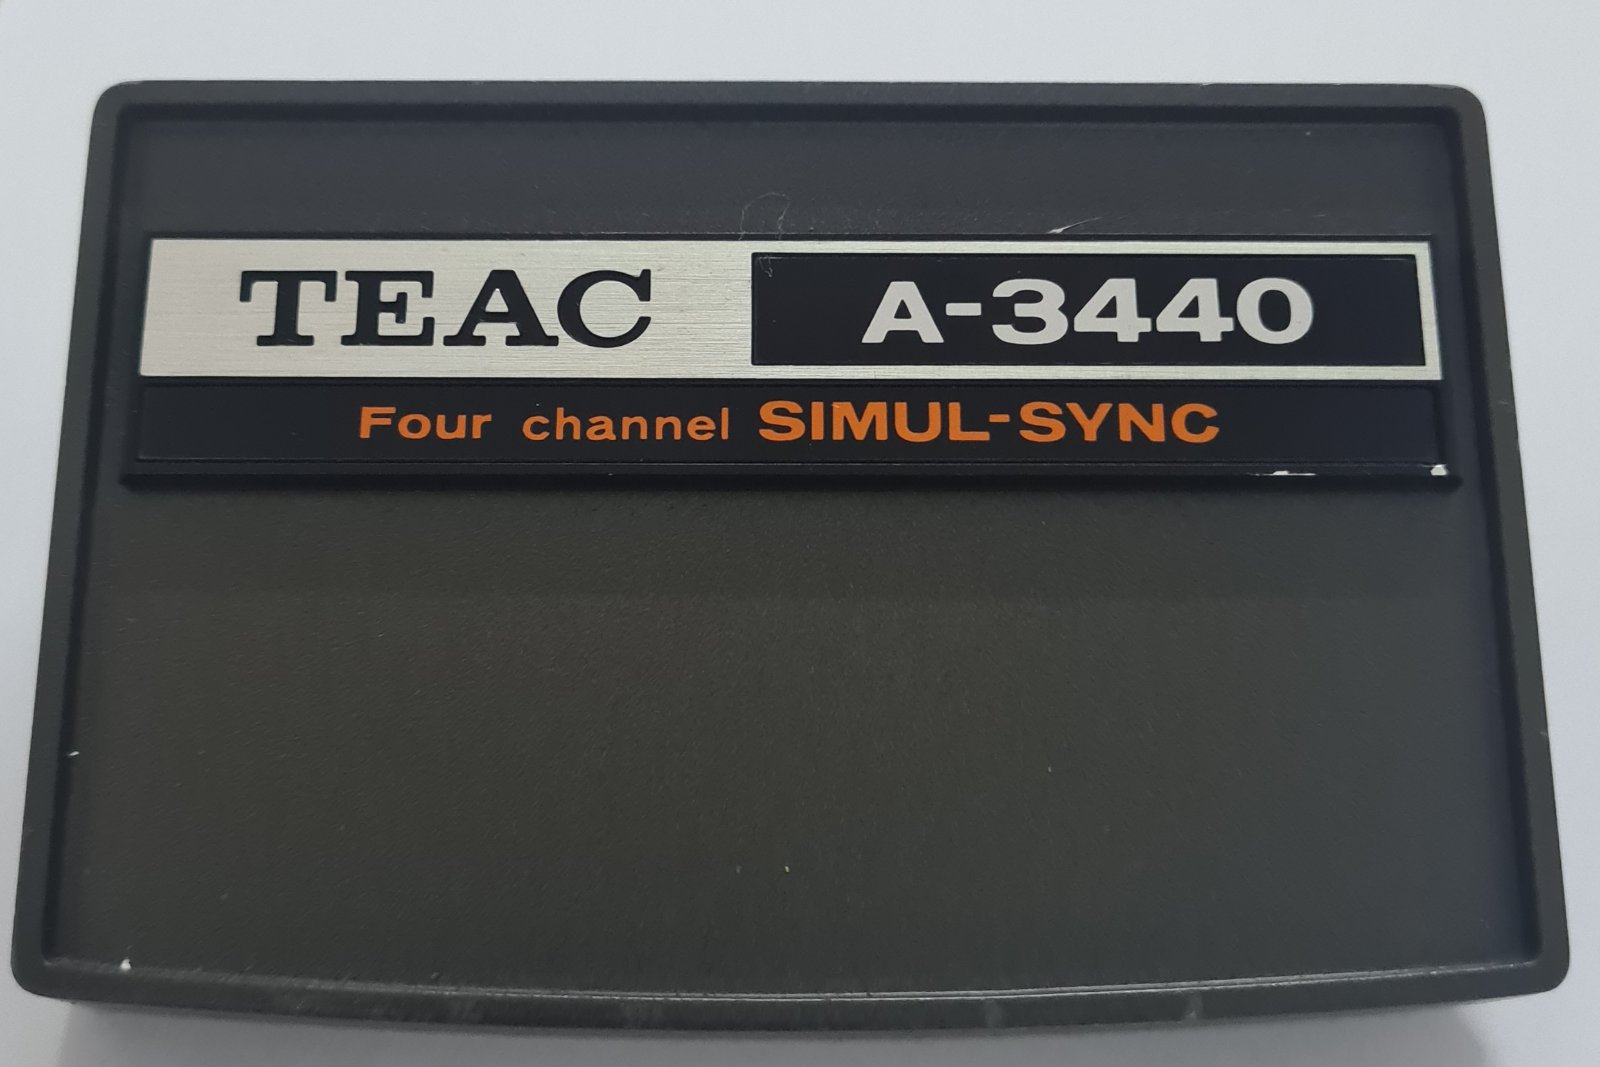 TEAC A-3440
Four channel SIMUL-SYNC